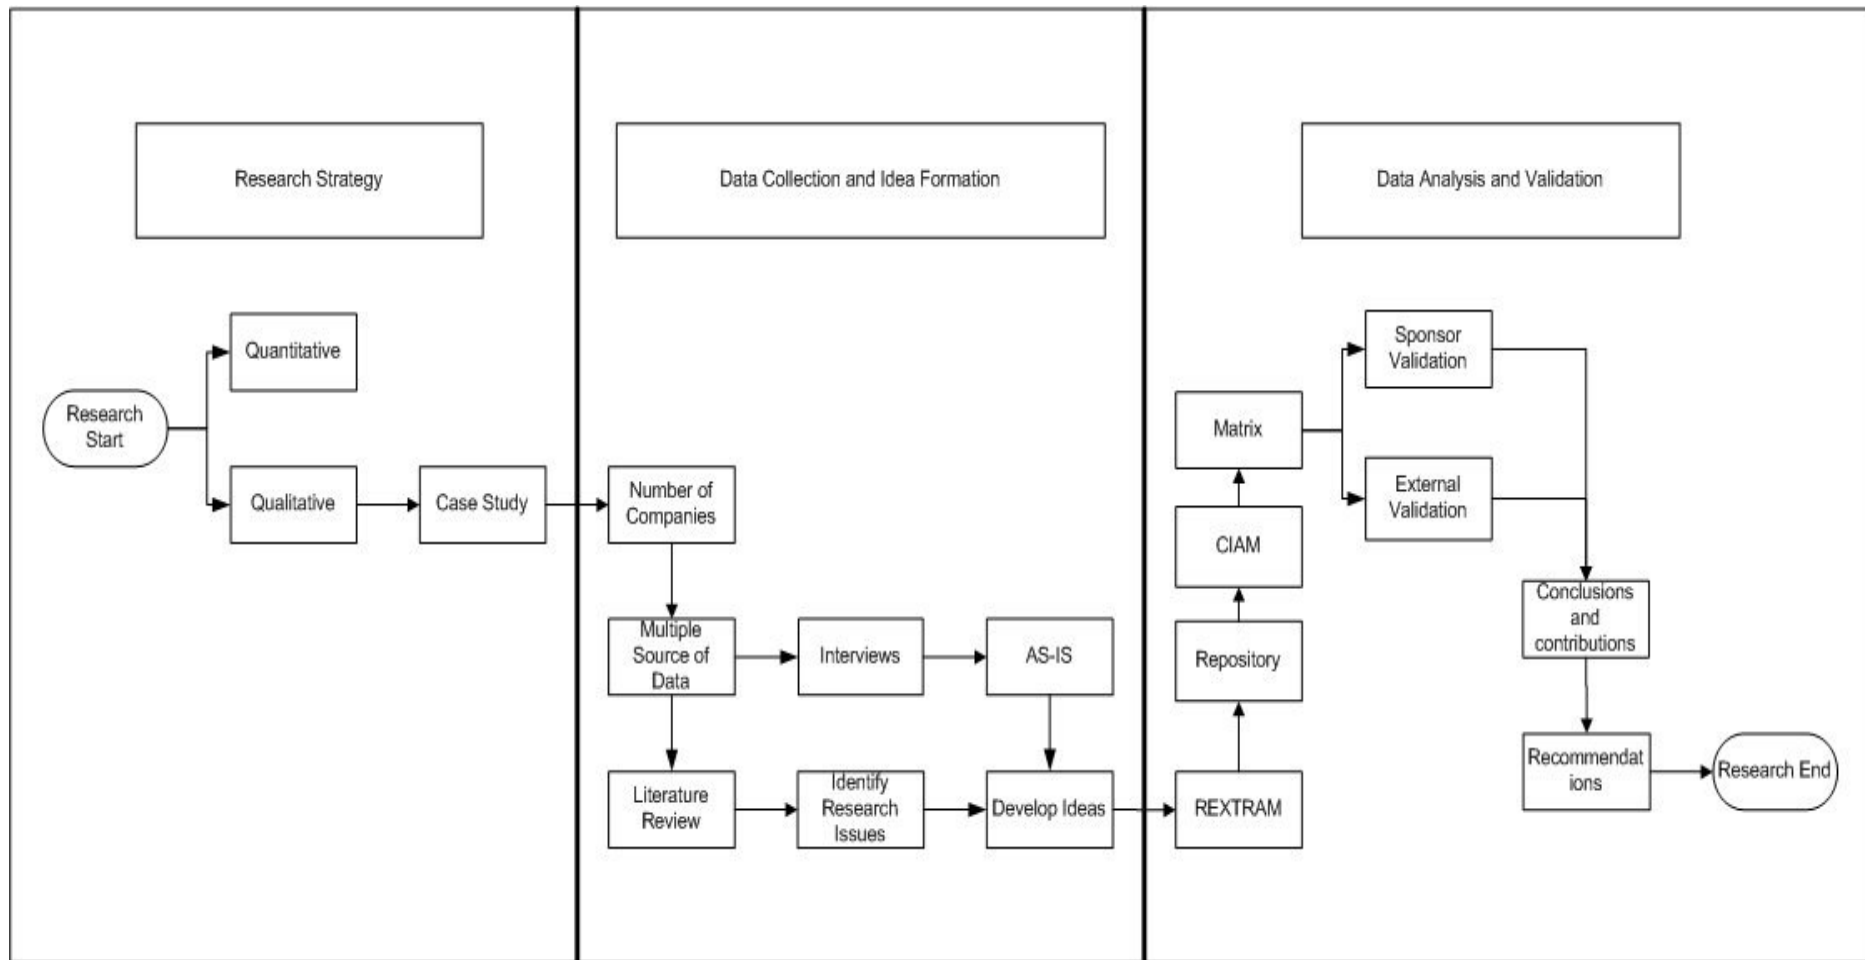 Research Strategy
Data Collection and Idea Formation
Data Analysis and Validation
Quantitative
Research
Start
Qualitative
Case Study
Number of
Companies
Multiple
Source of
Data
Interviews
AS-IS
Literature
Review
Identify
Research
Issues
Develop Ideas
REXTRAM
Repository
CIAM
Matrix
Sponsor
Validation
External
Validation
Conclusions
and
contributions
Recommendat
ions
Research End